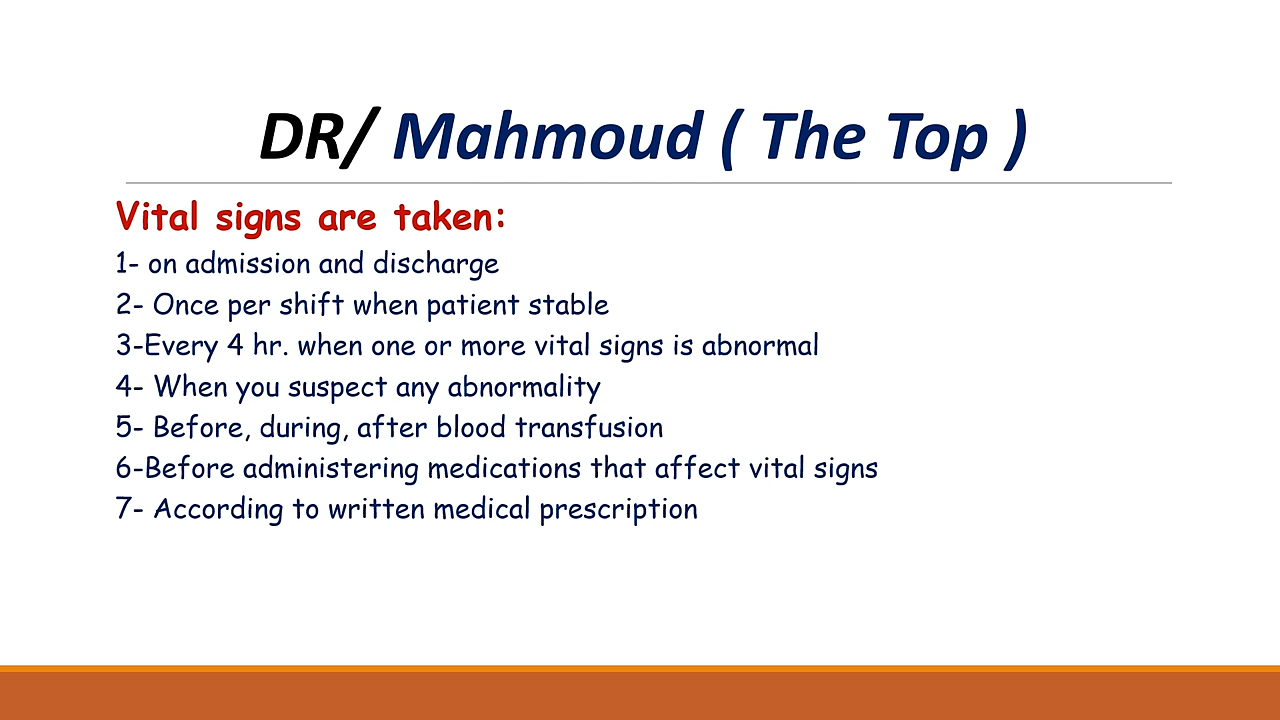 DR/ Mahmoud ( The Top )
Vital signs are taken:
1- on admission and discharge
2- Once per shift when patient stable
3-Every 4 hr. when one or more vital signs is abnormal
4- When you suspect any abnormality
5- Before, during, after blood transfusion
6-Before administering medications that affect vital signs
7- According to written medical prescription